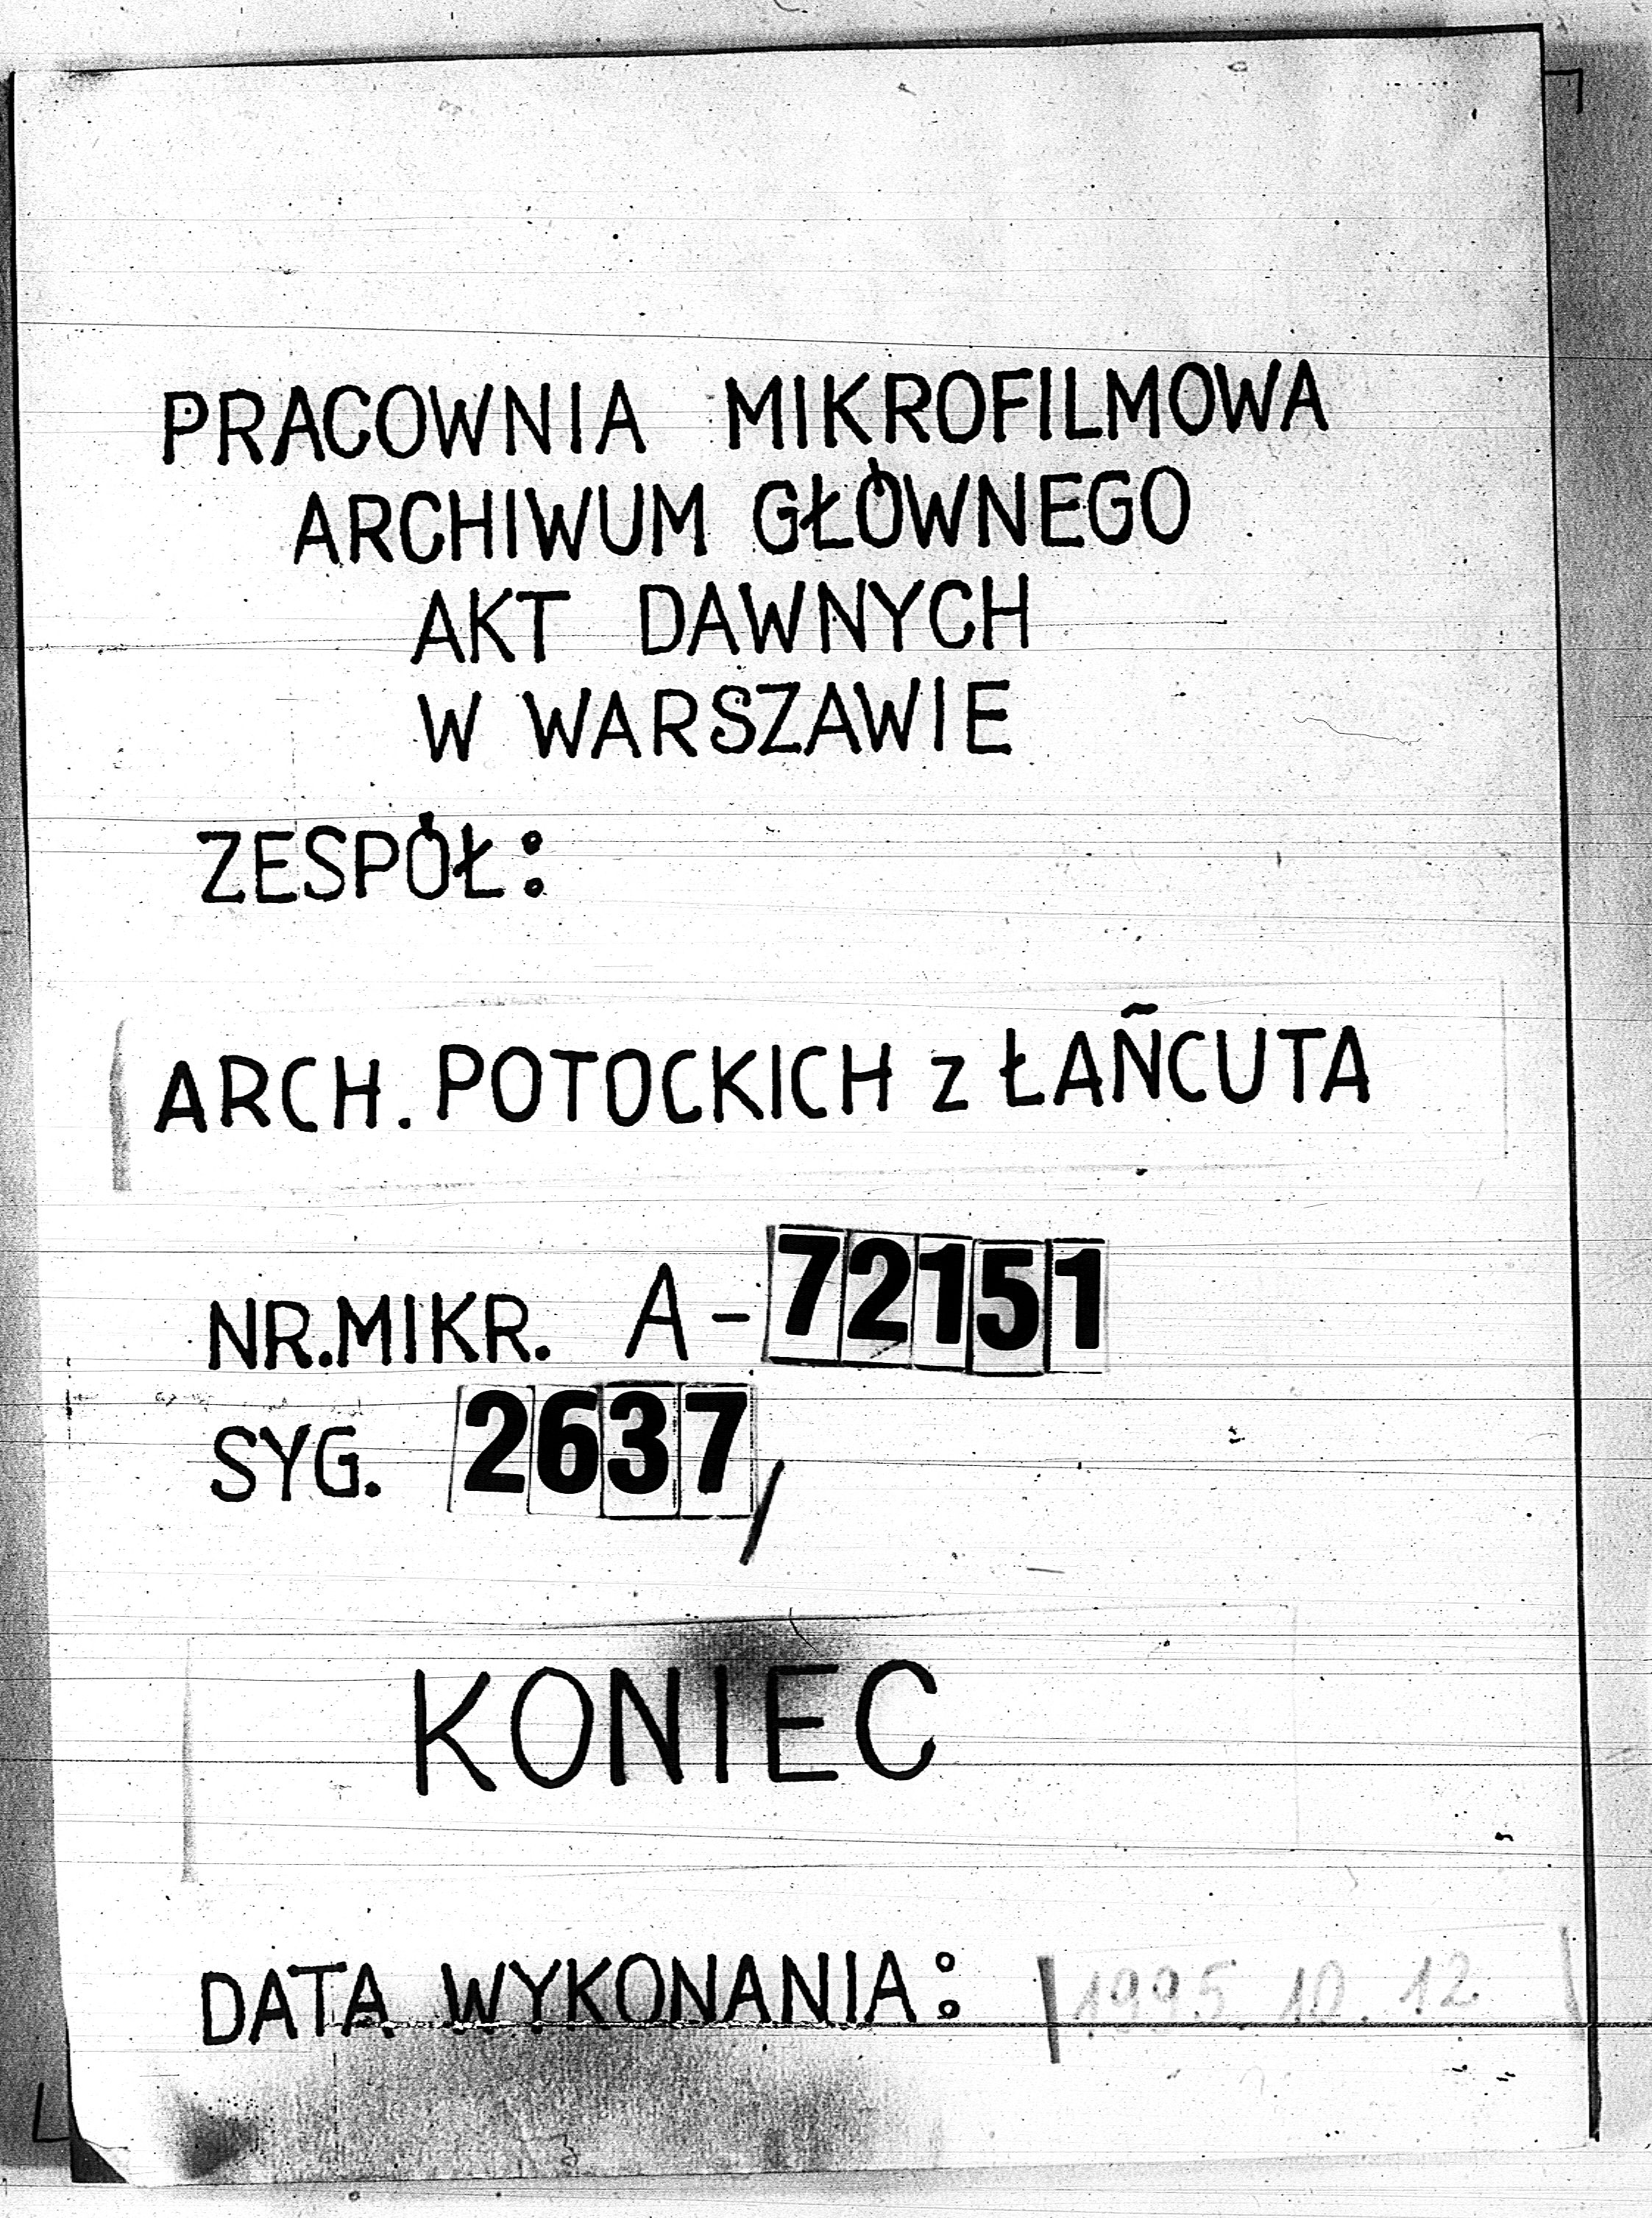 PRACOWNIA MIKROFILMOWA
ARCHIWUM GŁÓWNEGO
AKT DAWNYCH
W WARSZAWIE
ZESPÓŁ:
ARCH. POTOCKICH z ŁAŃCUTA
NR. MIKR. A-72151
SYG. 2637/
KONIEC
DATA WYKONANIA: 1995. 10. 12